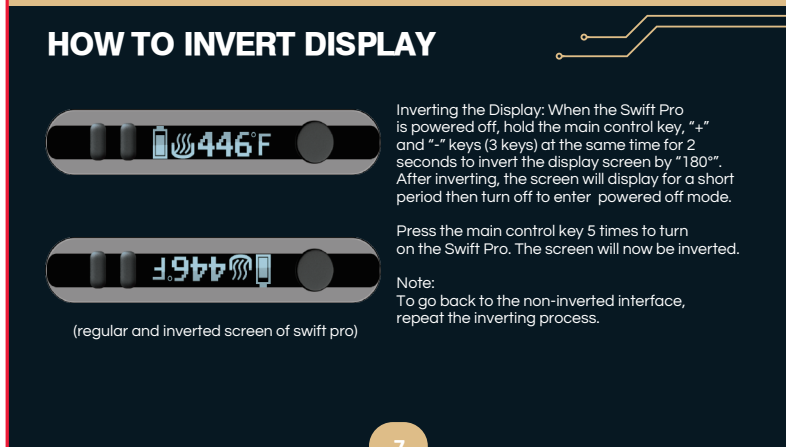 HOW TO INVERT DISPLAY
446°F
446°F
(regular and inverted screen of swift pro)
Inverting the Display: When the Swift Pro
is powered off, hold the main control key, “+”
and “-” keys (3 keys) at the same time for 2
seconds to invert the display screen by “180°”.
After inverting, the screen will display for a short
period then turn off to enter  powered off mode.
Press the main control key 5 times to turn
on the Swift Pro. The screen will now be inverted.
Note:
To go back to the non-inverted interface,
repeat the inverting process.
7